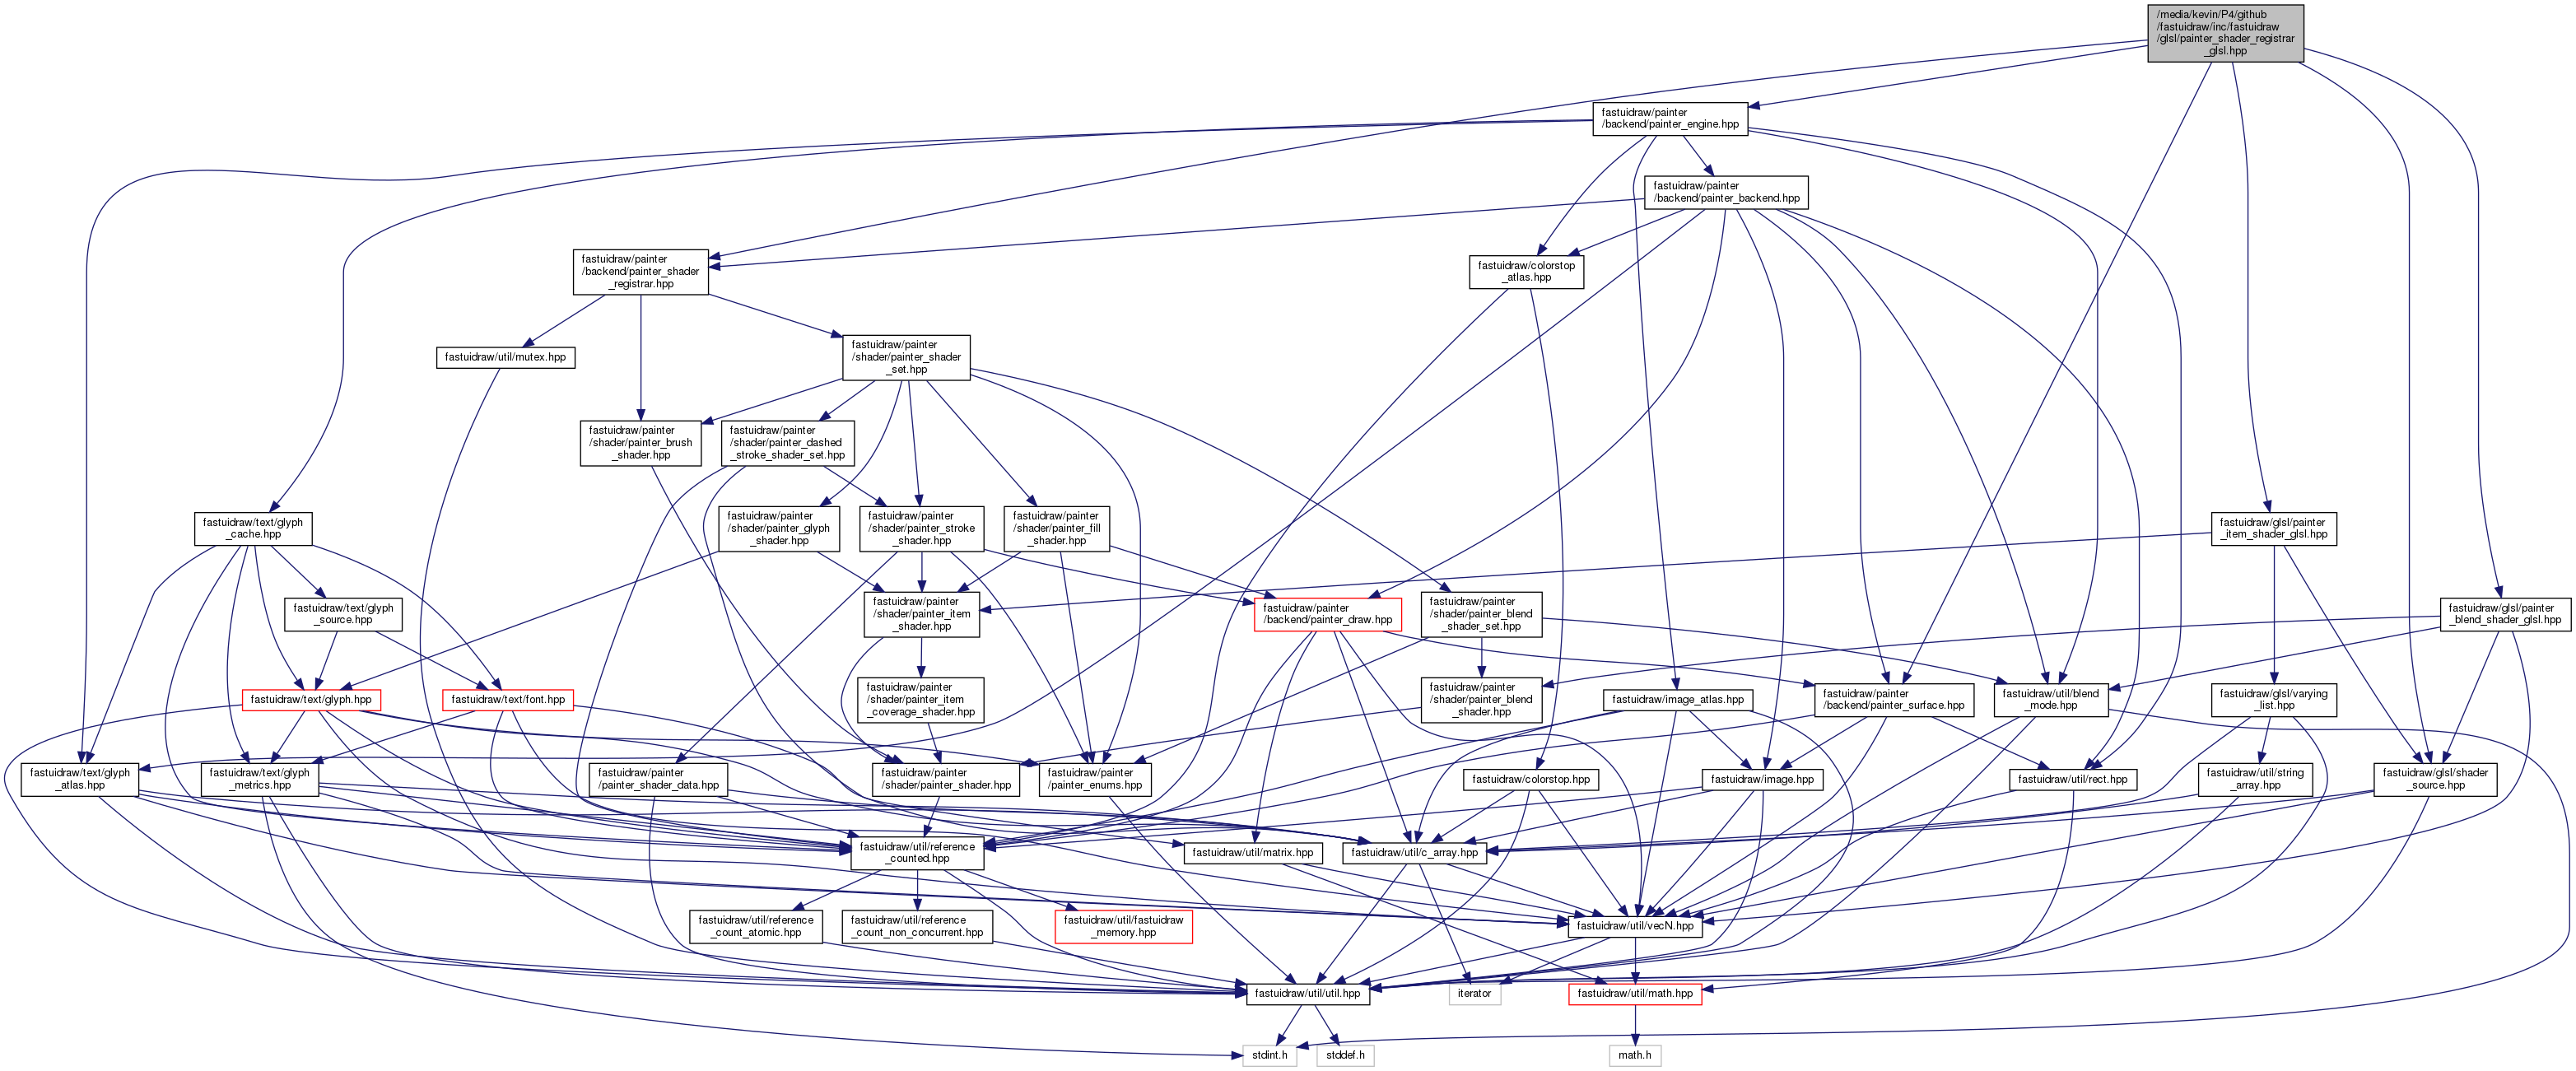 /media/kevin/P4/github
/fastuidraw/inc/fastuidraw
/glsl/painter_shader_registrar
_glsl.hpp
fastuidraw/painter
/backend/painter_engine.hpp
fastuidraw/painter
/backend/painter_backend.hpp
fastuidraw/painter
/backend/painter_shader
_registrar.hpp
fastuidraw/colorstop
_atlas.hpp
fastuidraw/util/mutex.hpp
fastuidraw/painter
/shader/painter_shader
_set.hpp
fastuidraw/painter
/shader/painter_brush
_shader.hpp
fastuidraw/painter
/shader/painter_dashed
_stroke_shader_set.hpp
fastuidraw/text/glyph
_cache.hpp
fastuidraw/painter
/shader/painter_glyph
_shader.hpp
fastuidraw/painter
/shader/painter_stroke
_shader.hpp
fastuidraw/painter
/shader/painter_fill
_shader.hpp
fastuidraw/glsl/painter
_item_shader_glsl.hpp
fastuidraw/text/glyph
_source.hpp
fastuidraw/painter
/shader/painter_item
_shader.hpp
fastuidraw/painter
/backend/painter_draw.hpp
fastuidraw/painter
/shader/painter_blend
_shader_set.hpp
fastuidraw/glsl/painter
_blend_shader_glsl.hpp
fastuidraw/text/glyph.hpp
fastuidraw/text/font.hpp
fastuidraw/painter
/shader/painter_item
_coverage_shader.hpp
fastuidraw/painter
/shader/painter_blend
_shader.hpp
fastuidraw/image_atlas.hpp
fastuidraw/painter
/backend/painter_surface.hpp
fastuidraw/util/blend
_mode.hpp
fastuidraw/glsl/varying
_list.hpp
fastuidraw/text/glyph
_atlas.hpp
fastuidraw/text/glyph
_metrics.hpp
fastuidraw/painter
/painter_shader_data.hpp
fastuidraw/painter
/shader/painter_shader.hpp
fastuidraw/painter
/painter_enums.hpp
fastuidraw/colorstop.hpp
fastuidraw/image.hpp
fastuidraw/util/rect.hpp
fastuidraw/util/string
_array.hpp
fastuidraw/glsl/shader
_source.hpp
fastuidraw/util/reference
_counted.hpp
fastuidraw/util/matrix.hpp
fastuidraw/util/c_array.hpp
fastuidraw/util/reference
_count_atomic.hpp
fastuidraw/util/reference
_count_non_concurrent.hpp
fastuidraw/util/fastuidraw
_memory.hpp
fastuidraw/util/vecN.hpp
fastuidraw/util/util.hpp
iterator
fastuidraw/util/math.hpp
stdint.h
stddef.h
math.h